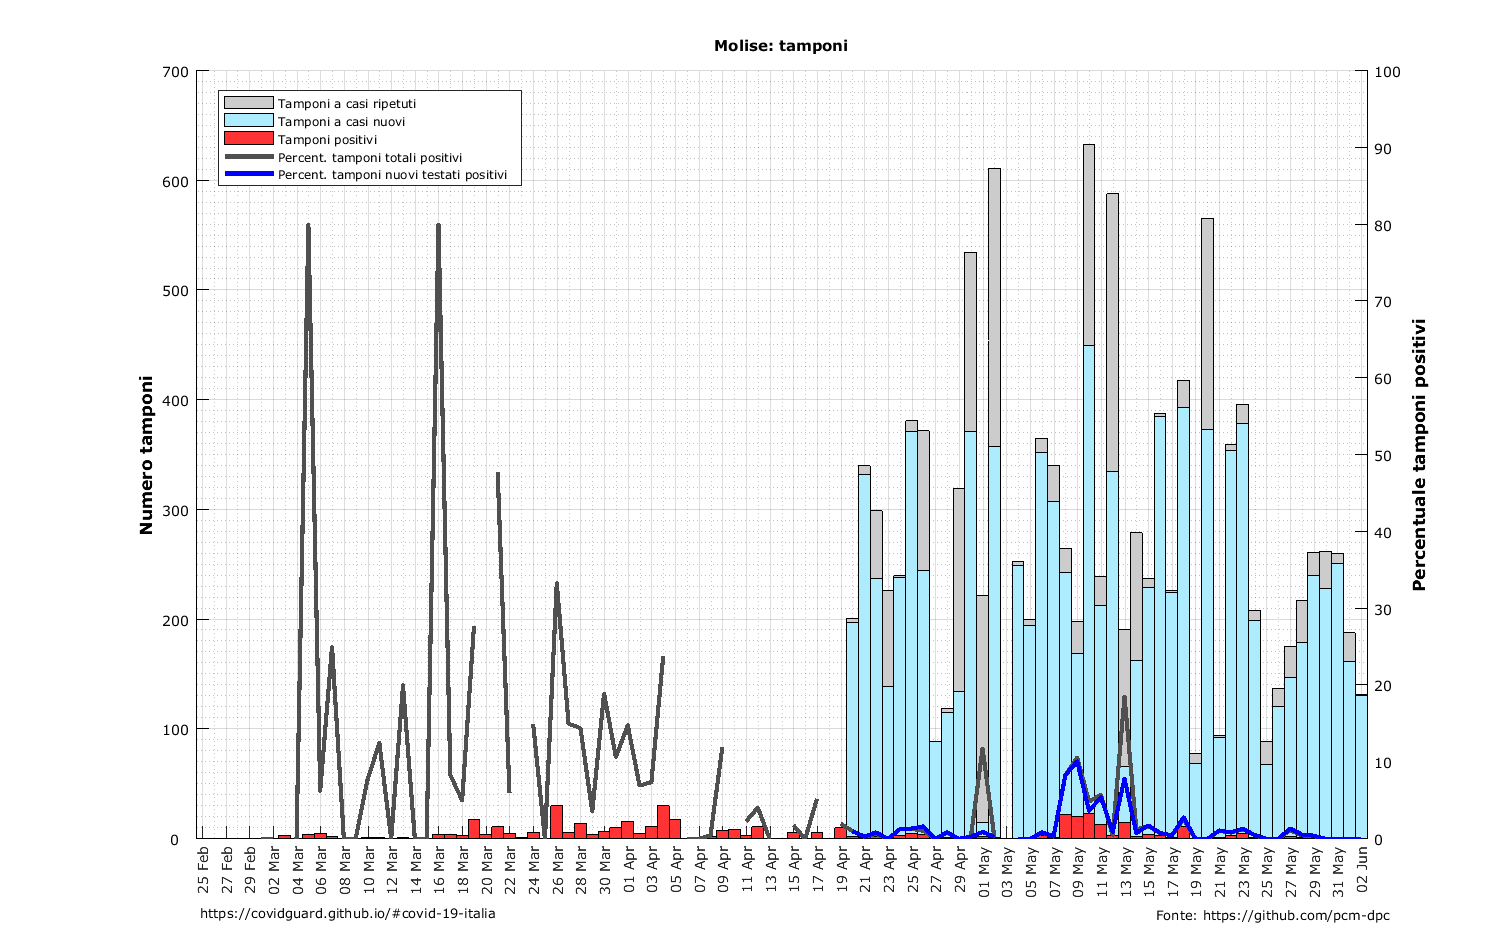 Molise: tamponi
Tamponi a casi ripetuti
Tamponi a casi nuovi
Tamponi positivi
Percent. tamponi totali positivi
Percent. tamponi nuovi testati positivi
Numero tamponi
700
600
500
400
300
200
100
0
Percentuale tamponi positivi
100
90
80
70
60
50
40
30
20
10
0
25 Feb
27 Feb
29 Feb
02 Mar
04 Mar
06 Mar
08 Mar
10 Mar
12 Mar
14 Mar
16 Mar
18 Mar
20 Mar
22 Mar
24 Mar
26 Mar
28 Mar
30 Mar
01 Apr
03 Apr
05 Apr
07 Apr
09 Apr
11 Apr
13 Apr
15 Apr
17 Apr
19 Apr
21 Apr
23 Apr
25 Apr
27 Apr
29 Apr
01 May
03 May
05 May
07 May
09 May
11 May
13 May
15 May
17 May
19 May
21 May
23 May
25 May
27 May
29 May
31 May
02 Jun
https://covidguard.github.io/#covid-19-italia
Fonte: https://github.com/pcm-dpc